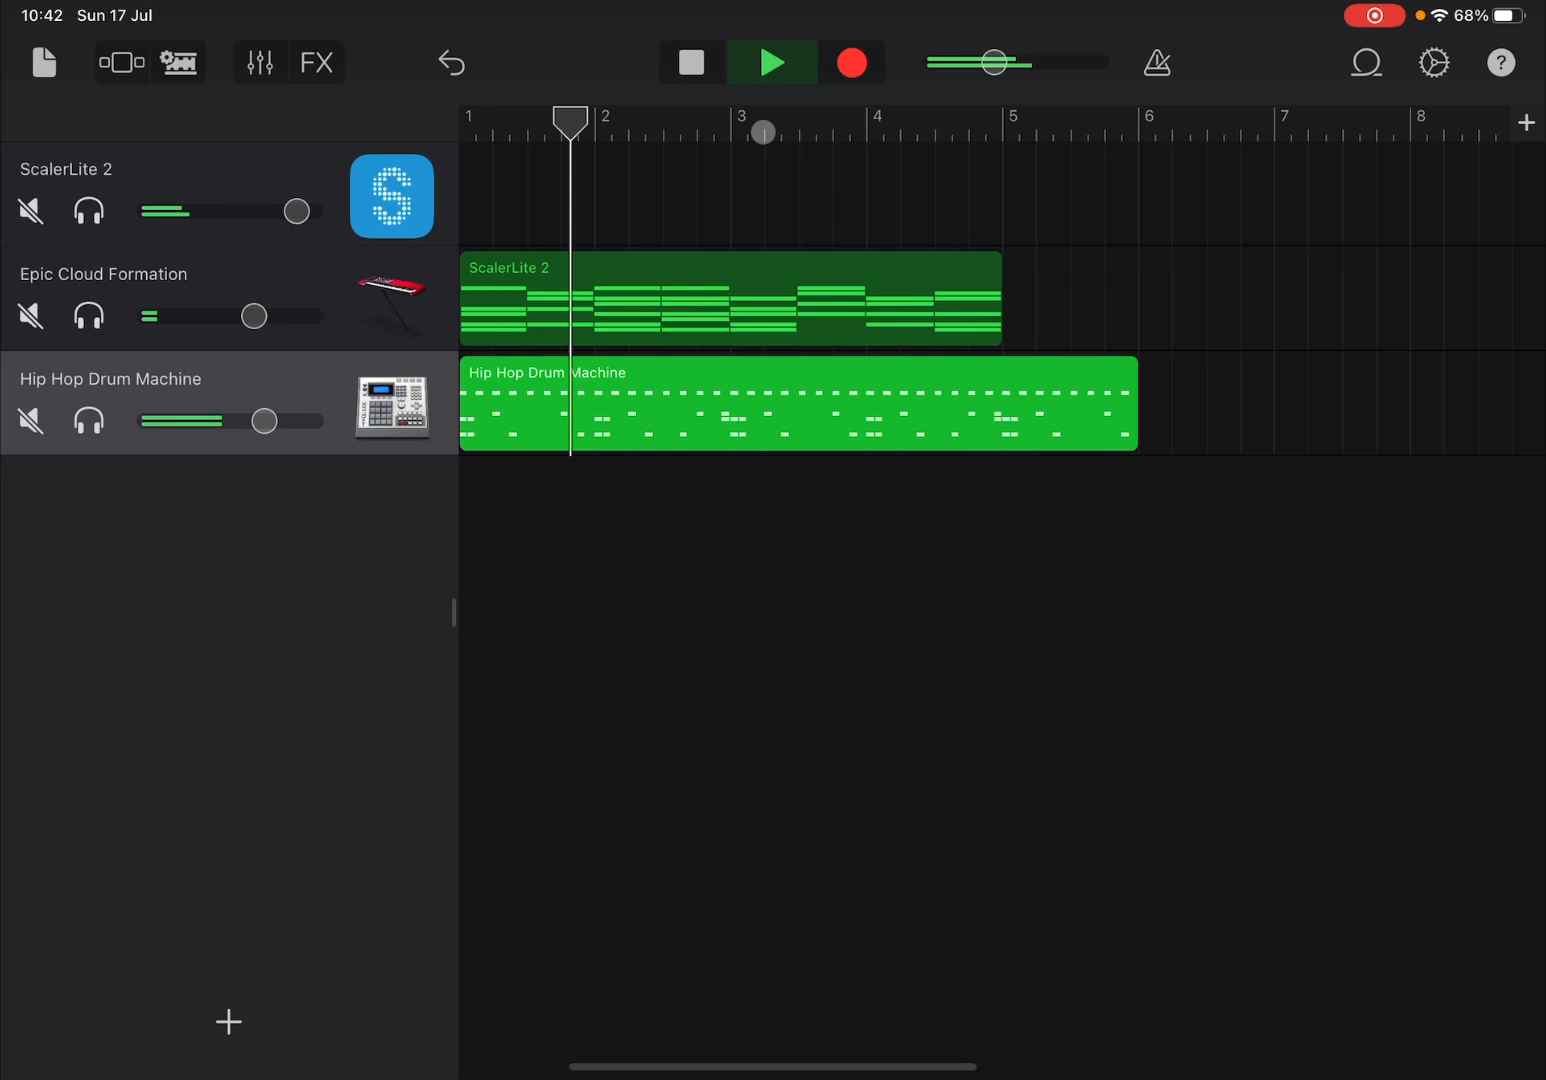 10:42 Sun 17 Jul
68%
FX
?
1 2 3 4 5 6 7 8
ScalerLite 2
S
Epic Cloud Formation
ScalerLite 2
Hip Hop Drum Machine
Hip Hop Drum Machine